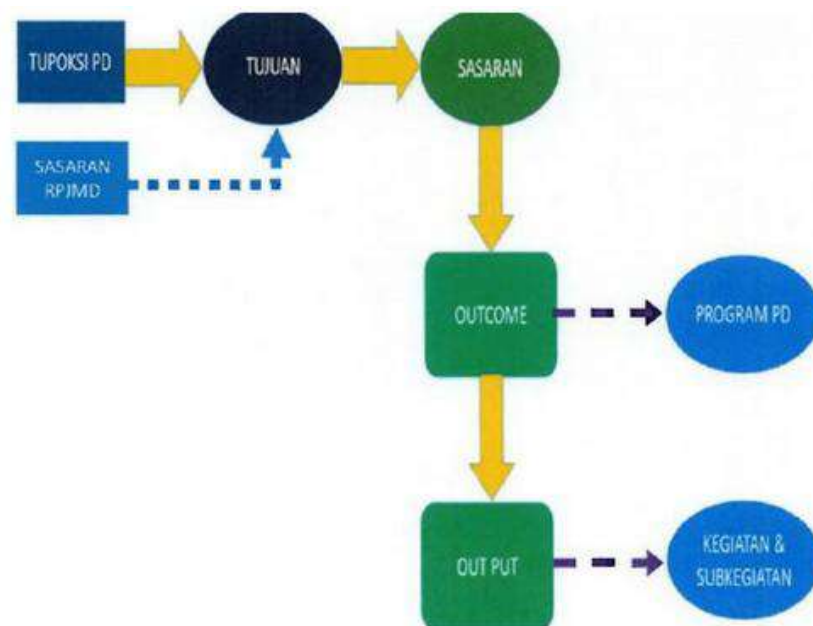 TUPOKSI PD
TUJUAN
SASARAN
SASARAN
RPJMD
OUTCOME
PROGRAM PD
OUT PUT
KEGIATAN &
SUBKEGIATAN